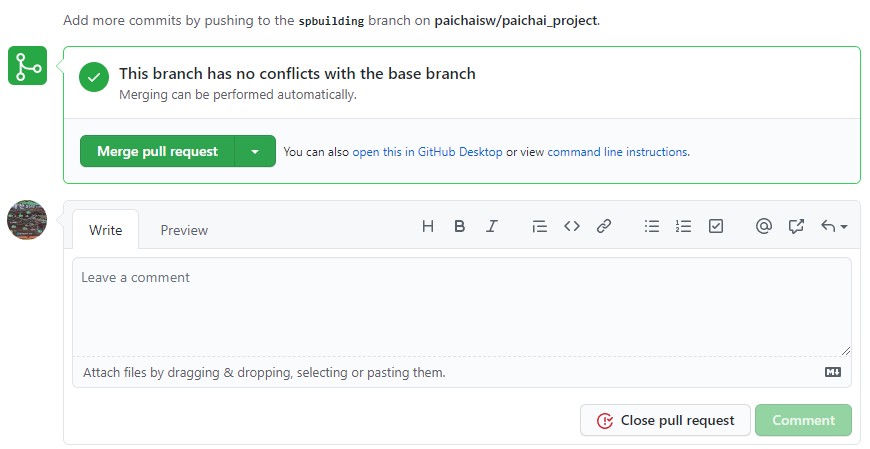 Add more commits by pushing to the spbuilding branch on paichaisw/paichai_project.
This branch has no conflicts with the base branch
Merging can be performed automatically.
Merge pull request
You can also open this in GitHub Desktop or view command line instructions.
Write Preview
Leave a comment
Attach files by dragging & dropping, selecting or pasting them.
Close pull request Comment